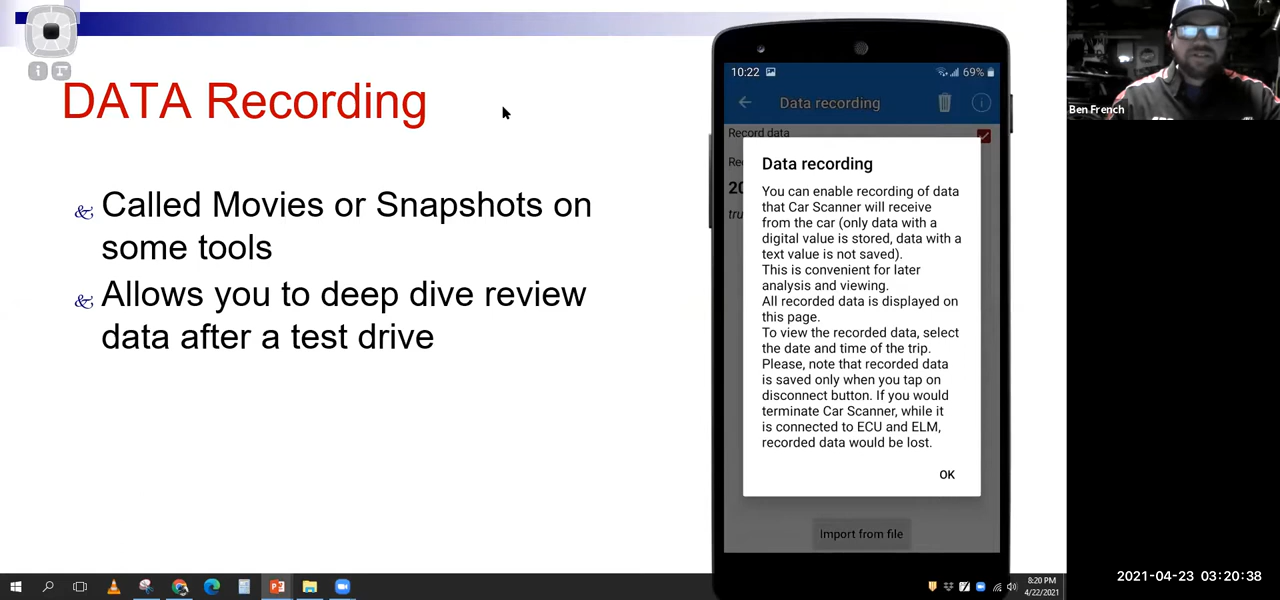 DATA Recording
Called Movies or Snapshots on
some tools
Allows you to deep dive review
data after a test drive
10:22
69%
Data recording
Record data
Re
20
tru
Data recording
You can enable recording of data
that Car Scanner will receive
from the car (only data with a
digital value is stored, data with a
text value is not saved).
This is convenient for later
analysis and viewing.
All recorded data is displayed on
this page.
To view the recorded data, select
the date and time of the trip.
Please, note that recorded data
is saved only when you tap on
disconnect button. If you would
terminate Car Scanner, while it
is connected to ECU and ELM,
recorded data would be lost.
OK
Import from file
Ben French
8:20 PM
4/22/2021
2021-04-23 03:20:38